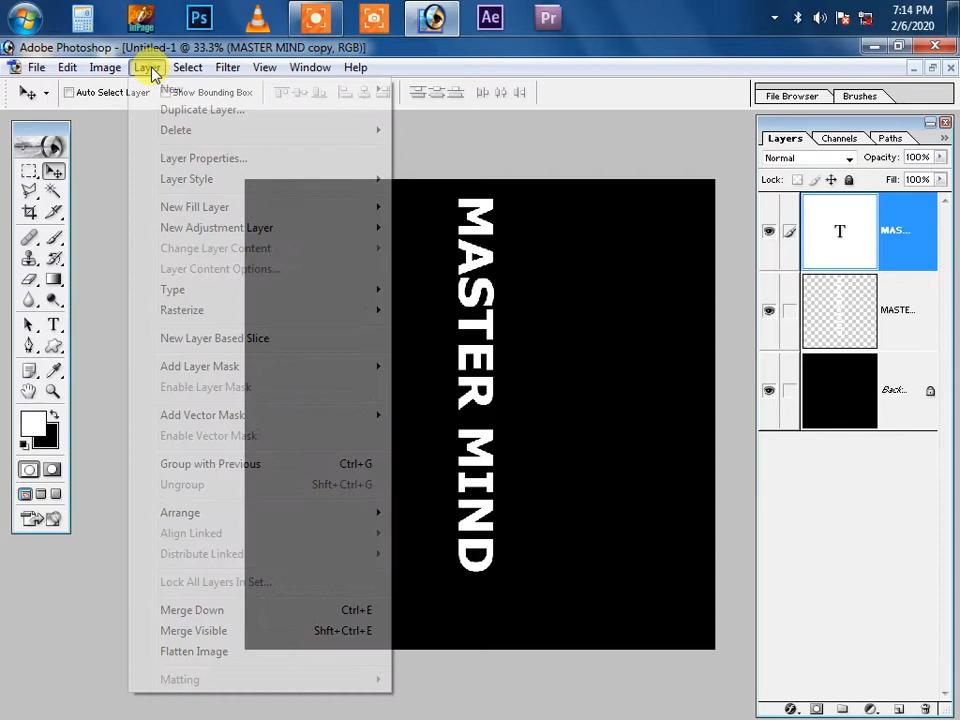 7:14 PM
2/6/2020
Adobe Photoshop - [Untitled-1 @ 33.3% (MASTER MIND copy, RGB)]
File Edit Image Layer Select Filter View Window Help
Auto Select Layer Show Bounding Box File Browser Brushes
InPage
Ps
Ae
Pr
New
Duplicate Layer...
Delete
Layer Properties...
Layer Style
New Fill Layer
New Adjustment Layer
Change Layer Content
Layer Content Options...
Type
Rasterize
New Layer Based Slice
Add Layer Mask
Enable Layer Mask
Add Vector Mask
Enable Vector Mask
Group with Previous Ctrl+G
Ungroup Shft+Ctrl+G
Arrange
Align Linked
Distribute Linked
Lock All Layers In Set...
Merge Down Ctrl+E
Merge Visible Shft+Ctrl+E
Flatten Image
Matting
MASTER MIND
Layers Channels Paths
Normal Opacity: 100%
Lock: Fill: 100%
T MAS...
MASTE...
Back...